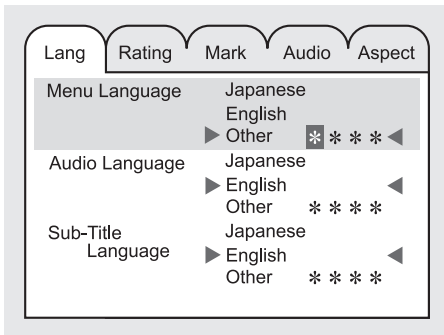 Lang Rating Mark Audio Aspect
Menu Language Japanese
English
Other * * * *
Audio Language Japanese
English
Other * * * *
Sub-Title Japanese
Language English
Other * * * *